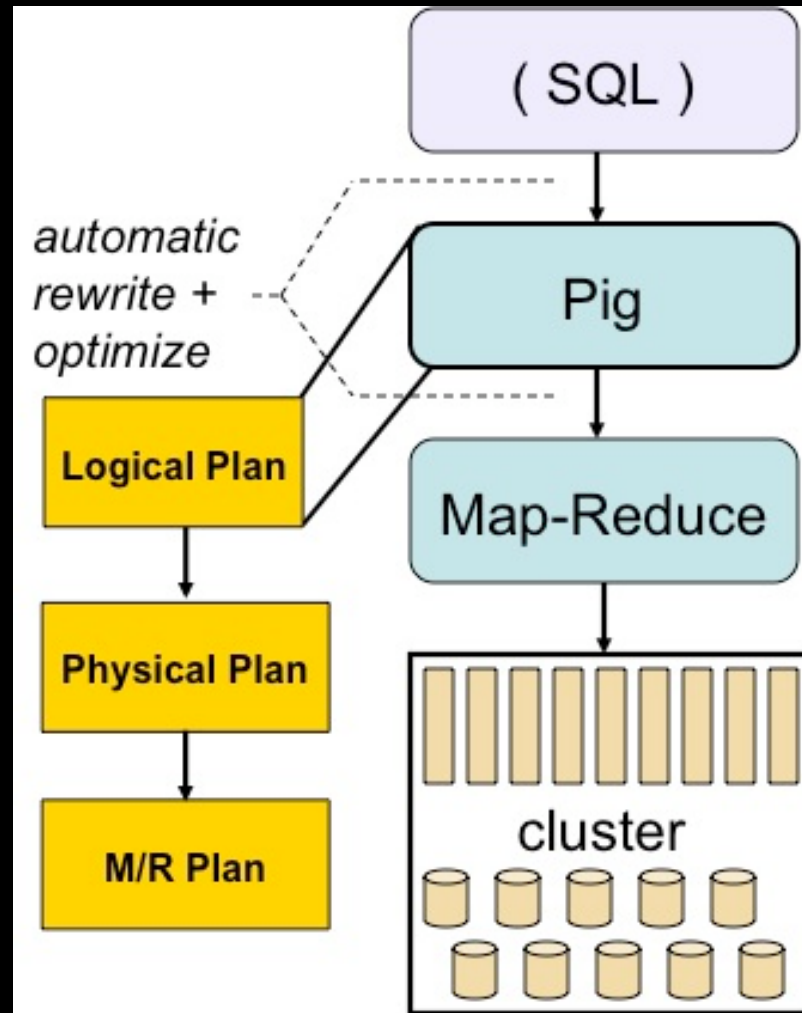 ( SQL )
automatic
rewrite +
optimize
Pig
Logical Plan
Map-Reduce
Physical Plan
cluster
M/R Plan